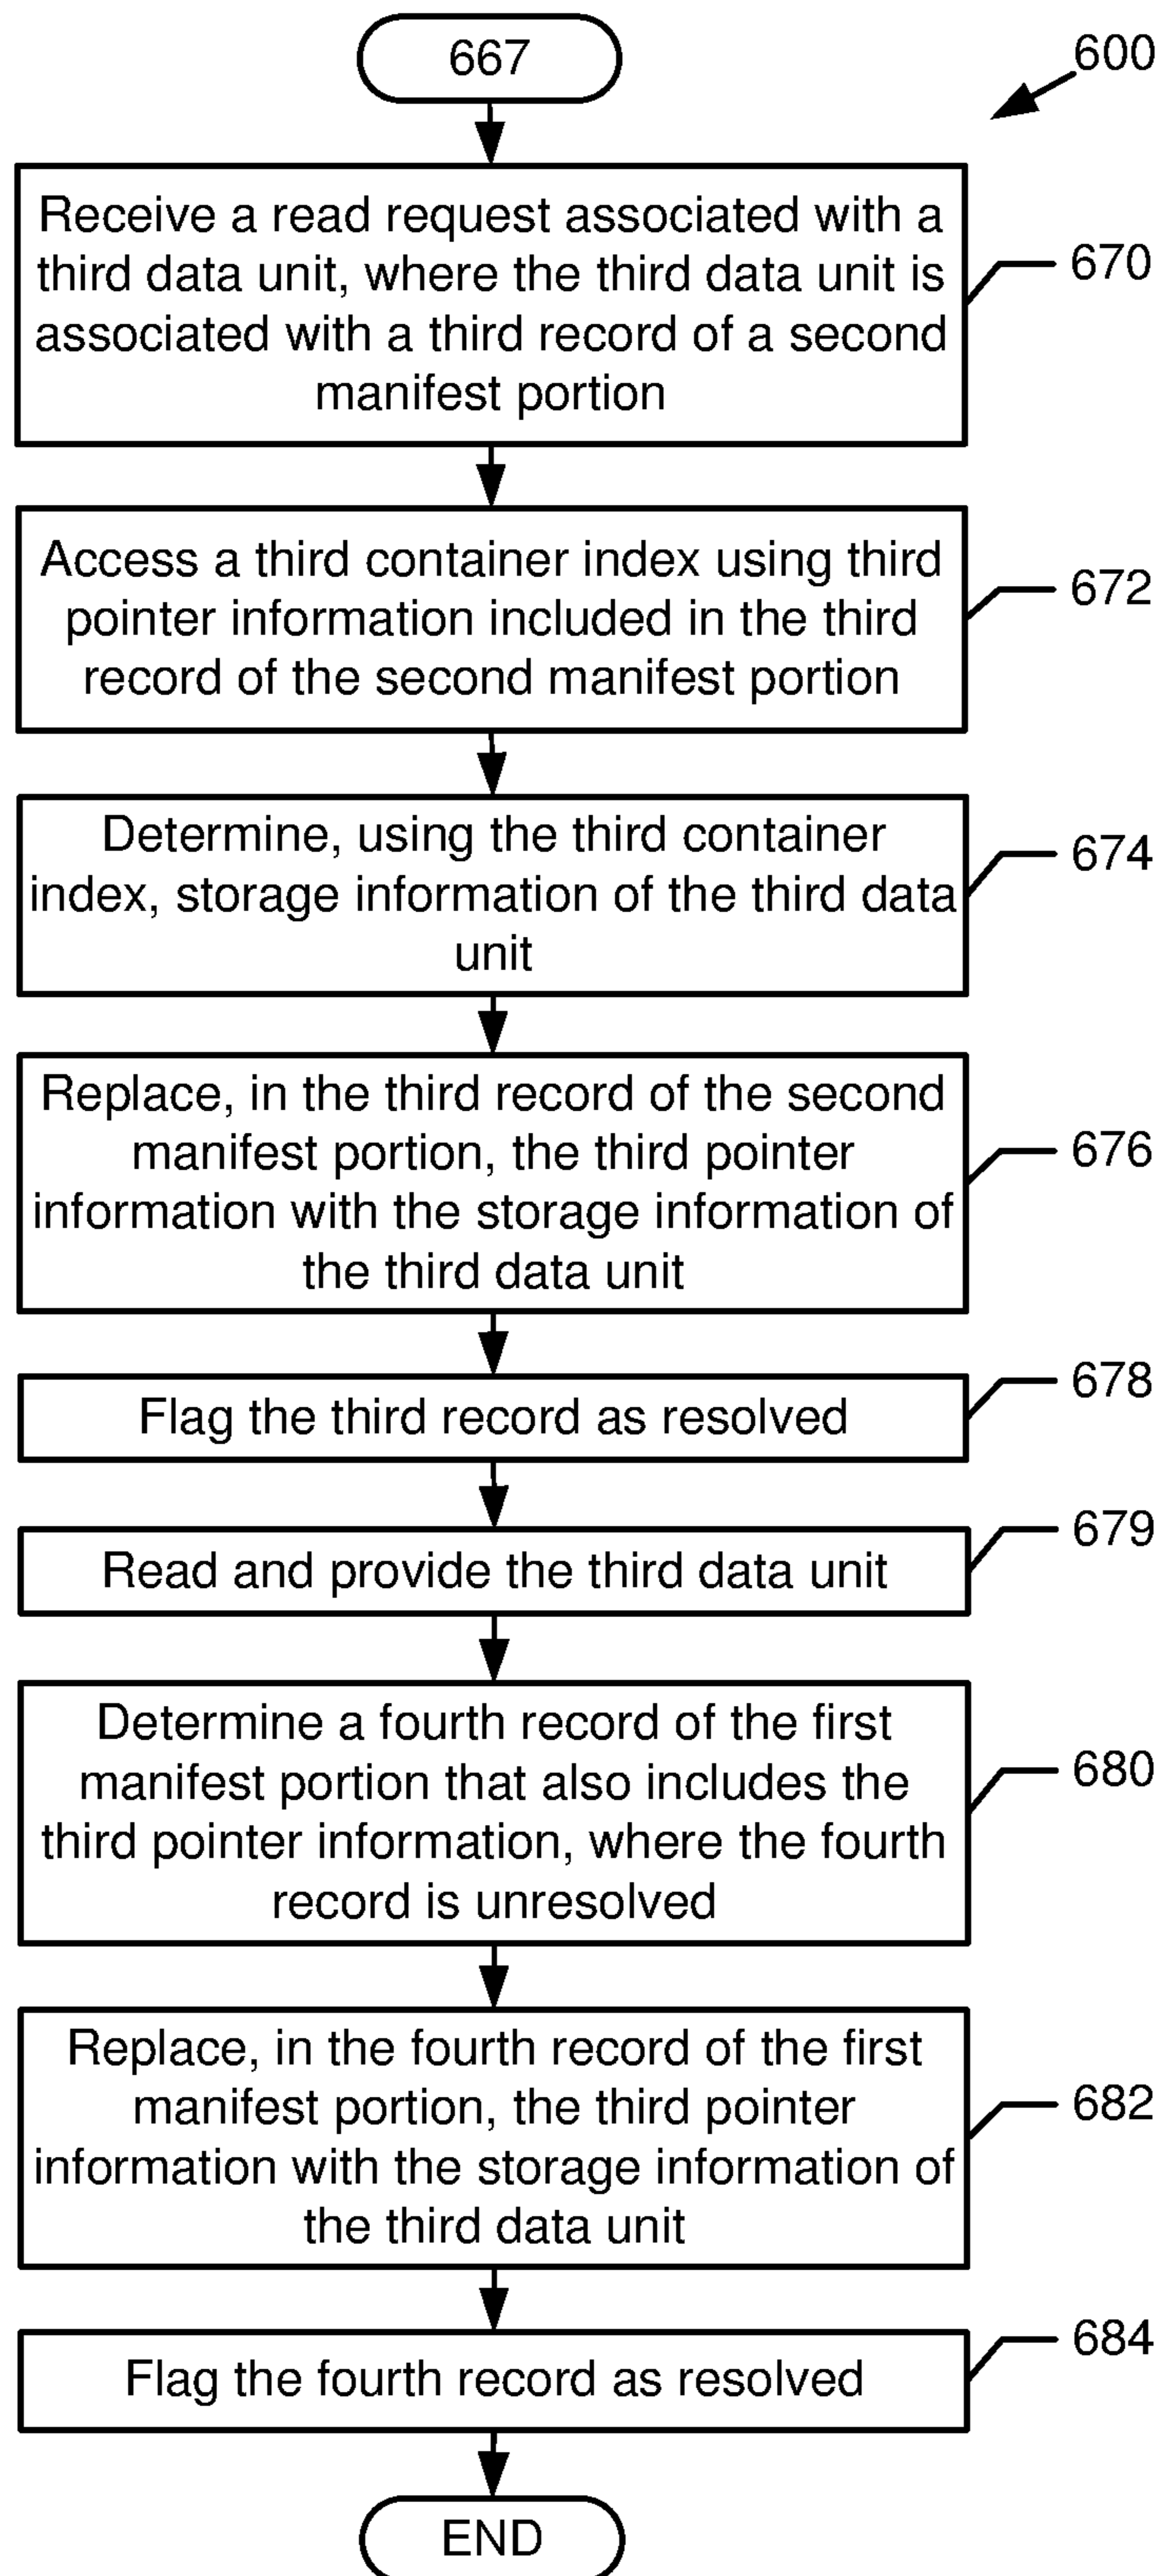 667
600
Receive a read request associated with a
third data unit, where the third data unit is
associated with a third record of a second
manifest portion
670
Access a third container index using third
pointer information included in the third
record of the second manifest portion
672
Determine, using the third container
index, storage information of the third data
unit
674
Replace, in the third record of the second
manifest portion, the third pointer
information with the storage information of
the third data unit
676
Flag the third record as resolved
678
Read and provide the third data unit
679
Determine a fourth record of the first
manifest portion that also includes the
third pointer information, where the fourth
record is unresolved
680
Replace, in the fourth record of the first
manifest portion, the third pointer
information with the storage information of
the third data unit
682
Flag the fourth record as resolved
684
END